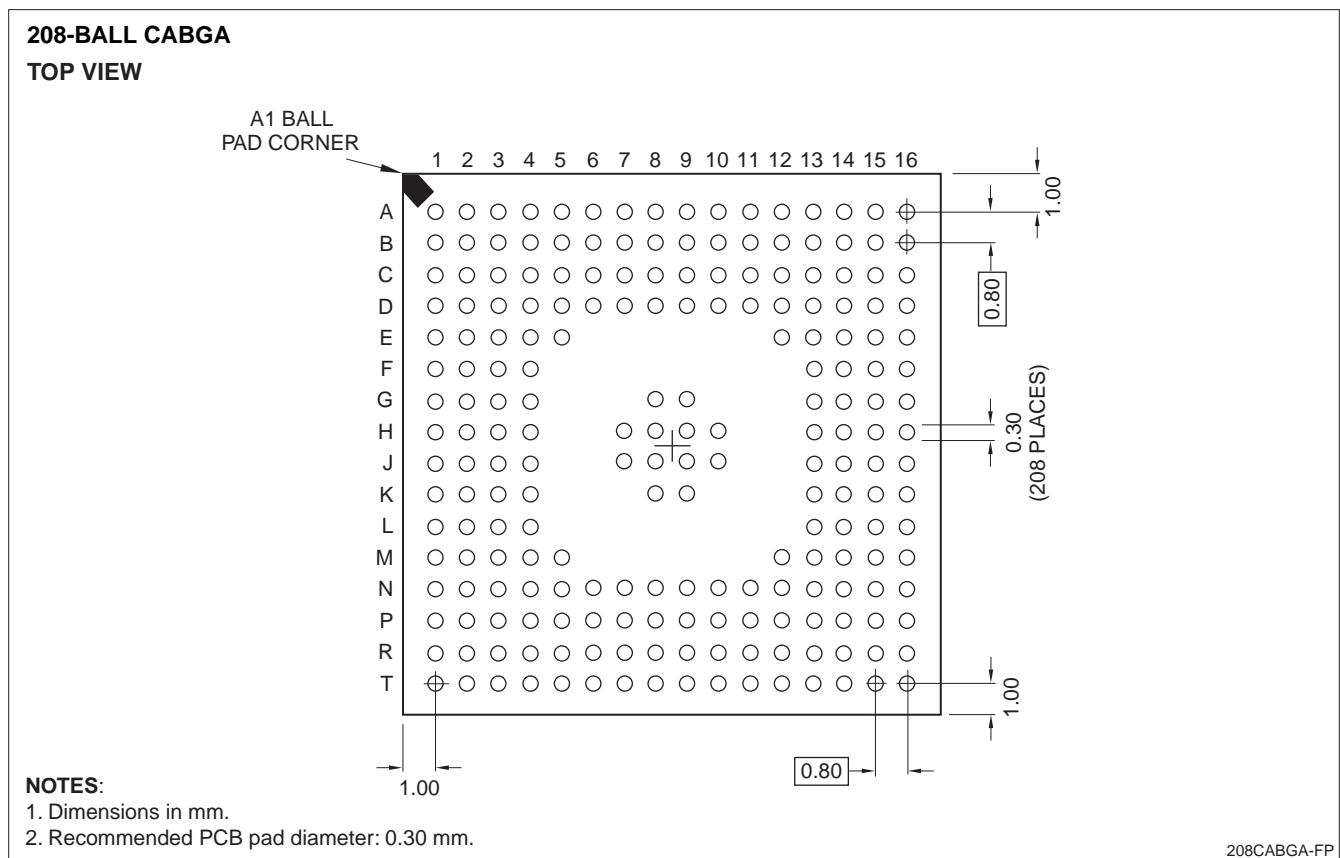 208-BALL CABGA
TOP VIEW
A1 BALL
PAD CORNER
1 2 3 4 5 6 7 8 9 10 11 12 13 14 15 16
A
B
C
D
E
F
G
H
J
K
L
M
N
P
R
T
1.00
0.80
0.30
(208 PLACES)
1.00
0.80
1.00
NOTES:
1. Dimensions in mm.
2. Recommended PCB pad diameter: 0.30 mm.
208CABGA-FP